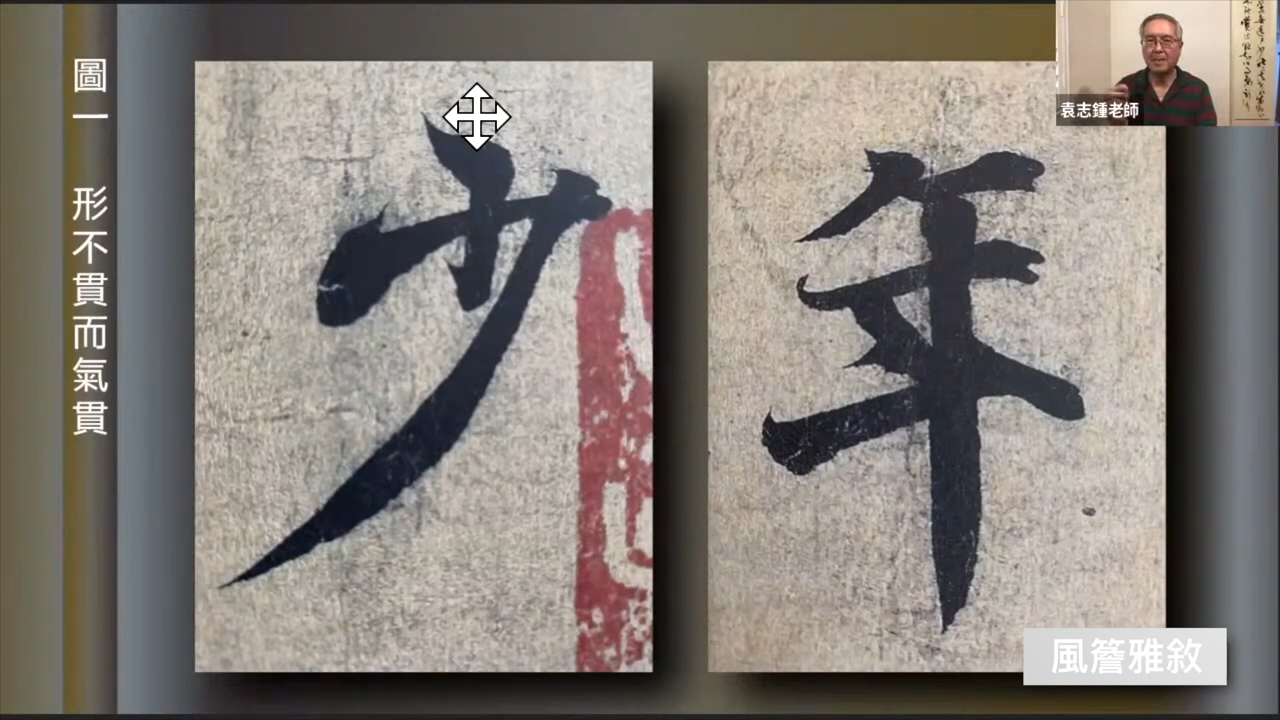 圖一 形不貫而氣貫
少
年
袁志鍾老師
風簷雅敘